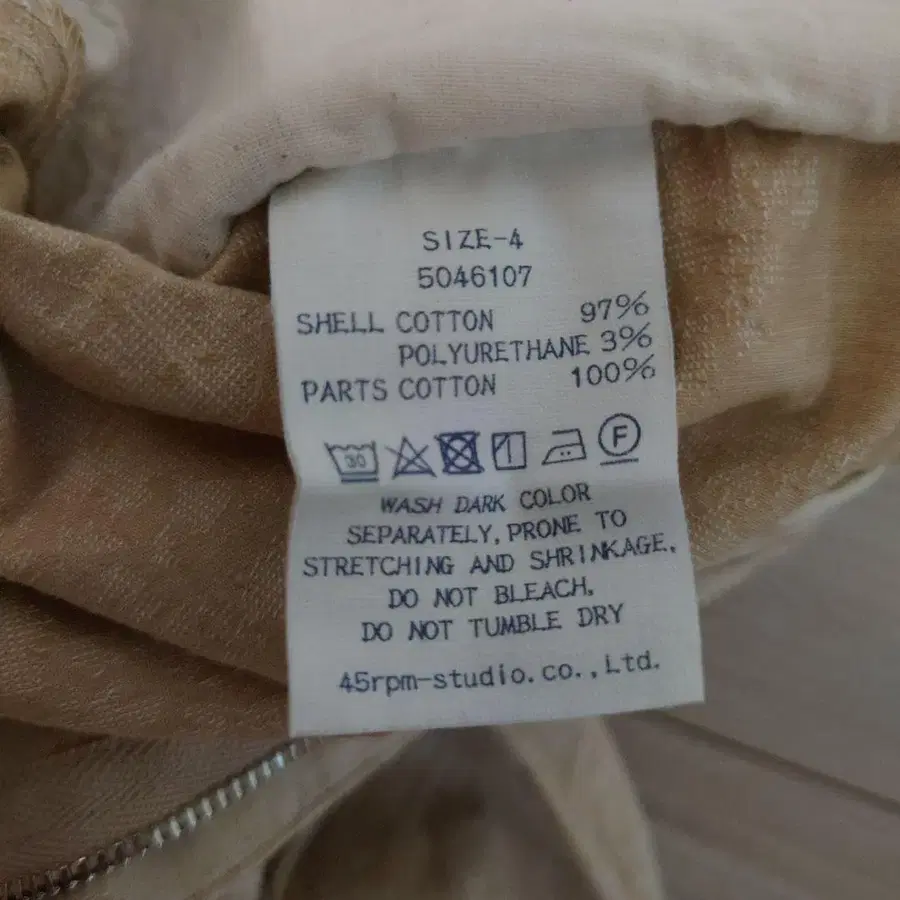 SIZE-4
5046107
SHELL COTTON 97%
POLYURETHANE 3%
PARTS COTTON 100%
30 F
WASH DARK COLOR
SEPARATELY, PRONE TO
STRETCHING AND SHRINKAGE.
DO NOT BLEACH.
DO NOT TUMBLE DRY
45rpm-studio.co.,Ltd.